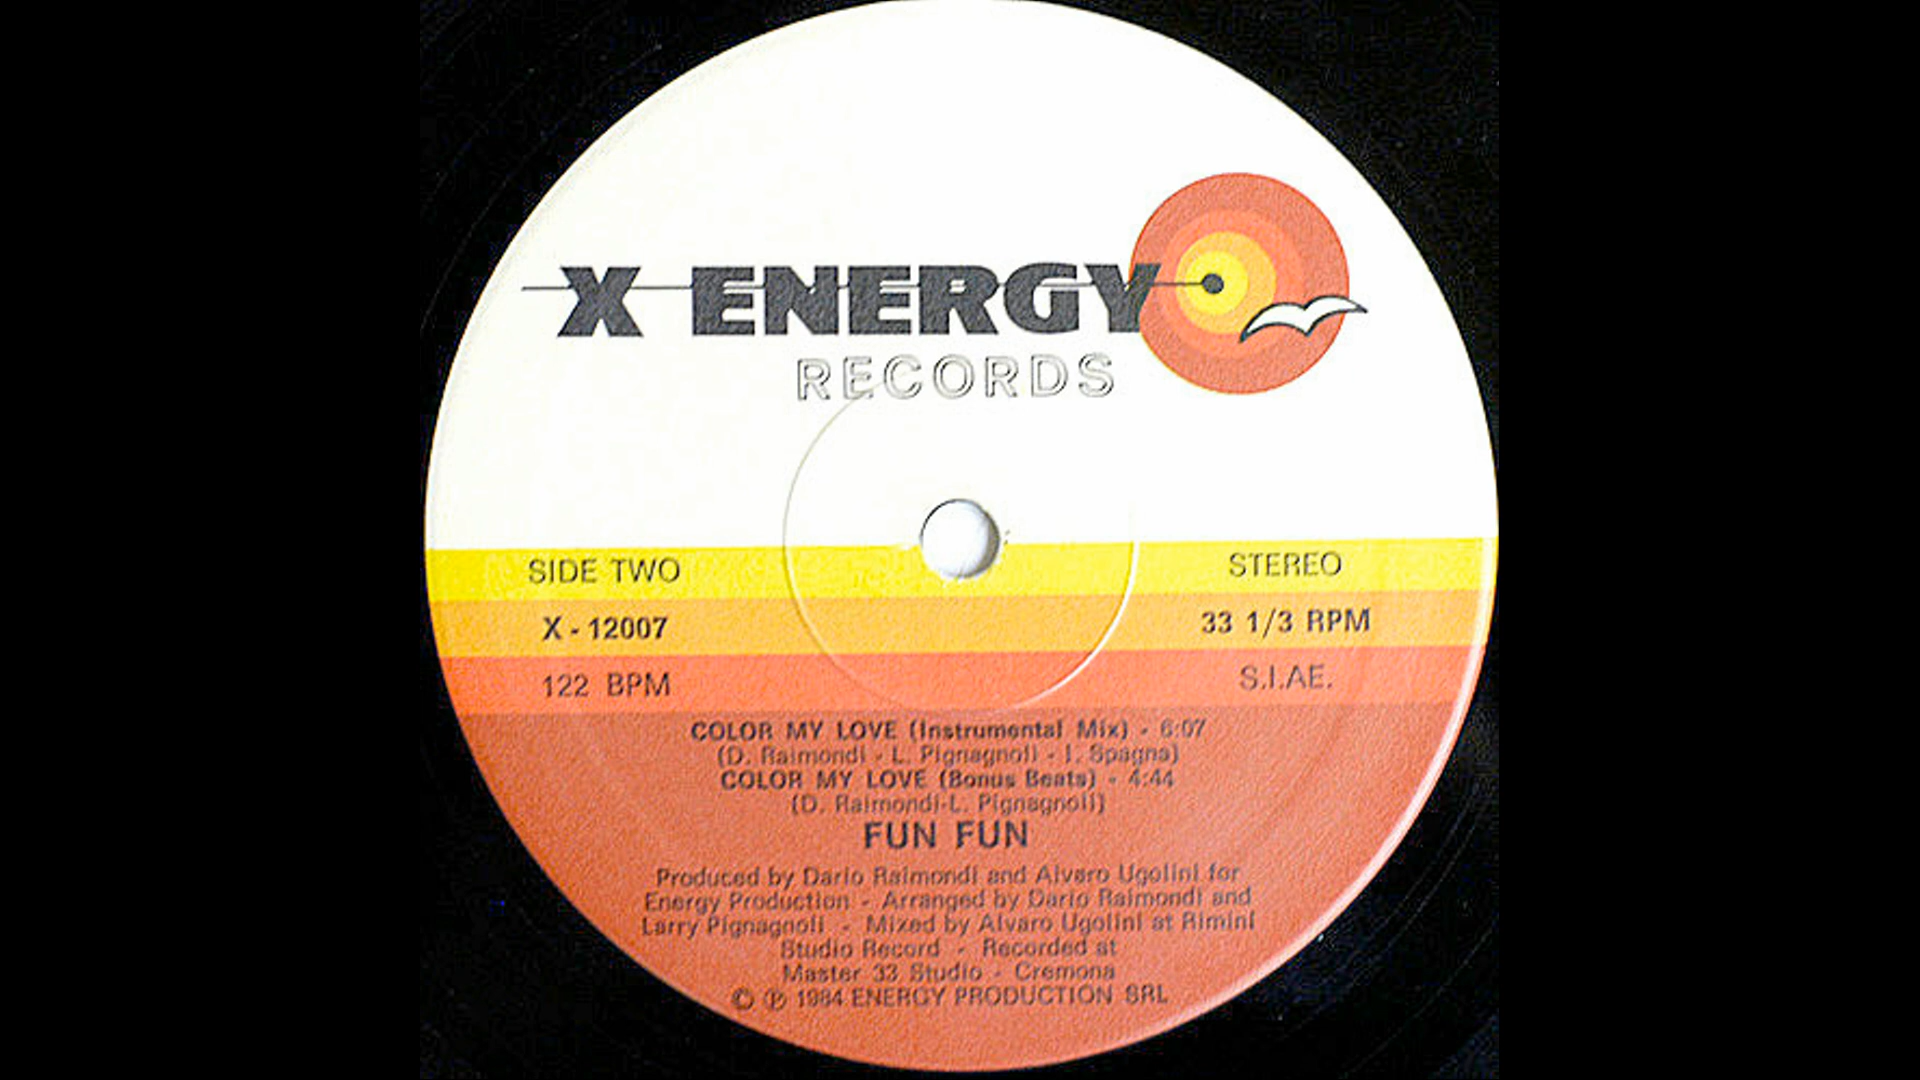 X ENERGY
RECORDS
SIDE TWO
STEREO
X - 12007
33 1/3 RPM
122 BPM
S.I.AE.
COLOR MY LOVE (Instrumental Mix) - 6:07
(D. Raimondi - L. Pignagnoli - I. Spagna)
COLOR MY LOVE (Bonus Beats) - 4:44
(D. Raimondi-L. Pignagnoli)
FUN FUN
Produced by Dario Raimondi and Alvaro Ugolini for
Energy Production - Arranged by Dario Raimondi and
Larry Pignagnoli - Mixed by Alvaro Ugolini at Rimini
Studio Record - Recorded at
Master 33 Studio - Cremona
© ℗ 1984 ENERGY PRODUCTION SRL